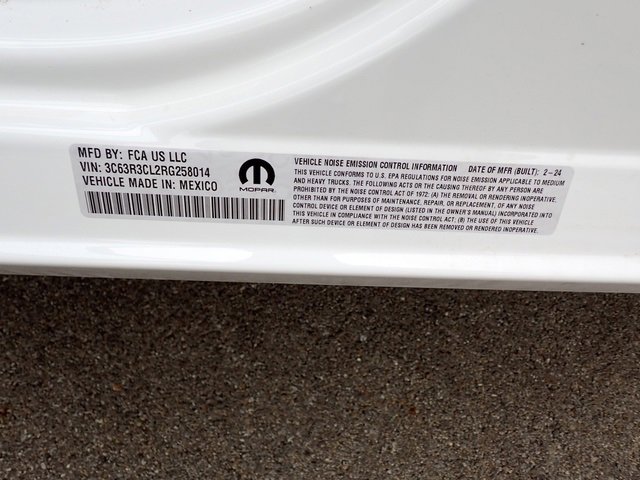 MFD BY: FCA US LLC
VIN: 3C63R3CL2RG258014
VEHICLE MADE IN: MEXICO
MOPAR
VEHICLE NOISE EMISSION CONTROL INFORMATION DATE OF MFR (BUILT): 2-24
THIS VEHICLE CONFORMS TO U.S. EPA REGULATIONS FOR NOISE EMISSION APPLICABLE TO MEDIUM
AND HEAVY TRUCKS. THE FOLLOWING ACTS OR THE CAUSING THEREOF BY ANY PERSON ARE
PROHIBITED BY THE NOISE CONTROL ACT OF 1972: (A) THE REMOVAL OR RENDERING INOPERATIVE,
OTHER THAN FOR PURPOSES OF MAINTENANCE, REPAIR, OR REPLACEMENT, OF ANY NOISE
CONTROL DEVICE OR ELEMENT OF DESIGN (LISTED IN THE OWNER'S MANUAL) INCORPORATED INTO
THIS VEHICLE IN COMPLIANCE WITH THE NOISE CONTROL ACT; (B) THE USE OF THIS VEHICLE
AFTER SUCH DEVICE OR ELEMENT OF DESIGN HAS BEEN REMOVED OR RENDERED INOPERATIVE.